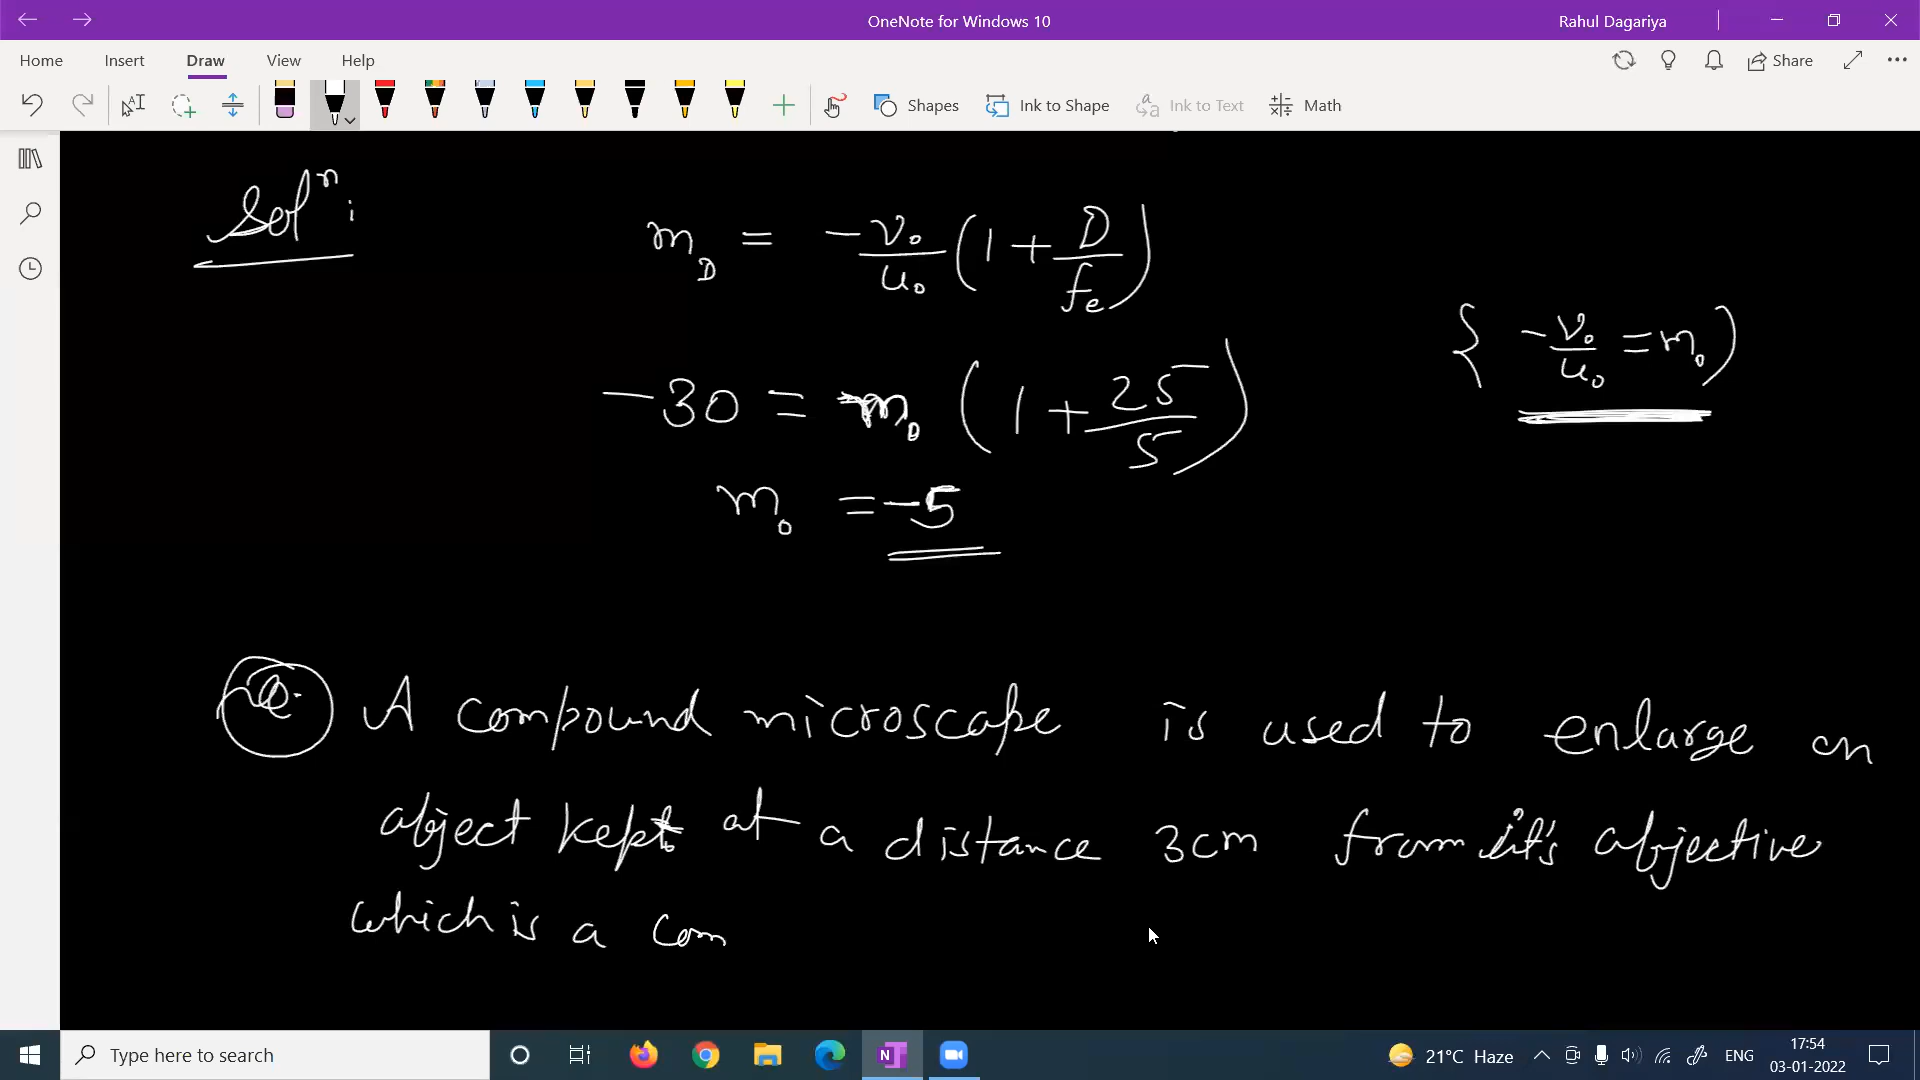 OneNote for Windows 10
Rahul Dagariya
Home Insert Draw View Help
Share
Shapes Ink to Shape Ink to Text Math
Solⁿ:
m_D = -v₀/u₀ (1 + D/fₑ)
{ -v₀/u₀ = m₀ )
-30 = m₀ (1 + 25/5)
m₀ = -5
Q. A compound microscope is used to enlarge an
object kept at a distance 3cm from it's objective
which is a con
Type here to search
21°C Haze
ENG
17:54
03-01-2022